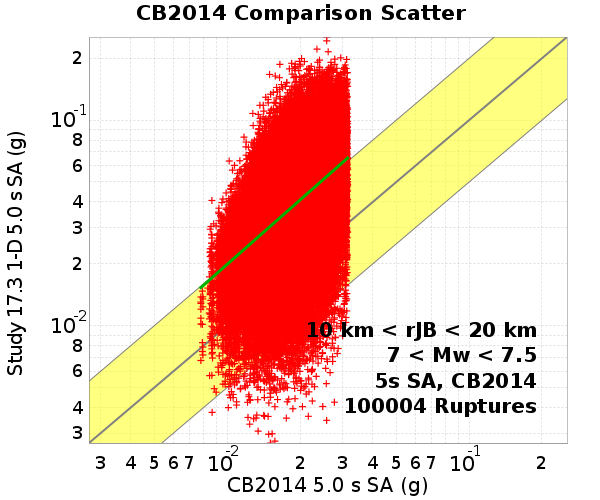 CB2014 Comparison Scatter
Study 17.3 1-D 5.0 s SA (g)
2
10-1
8
6
4
3
2
10-2
8
6
4
3
10 km < rJB < 20 km
7 < Mw < 7.5
5s SA, CB2014
100004 Ruptures
3 4 5 6 7 10-2 2 3 4 5 6 7 10-1 2
CB2014 5.0 s SA (g)